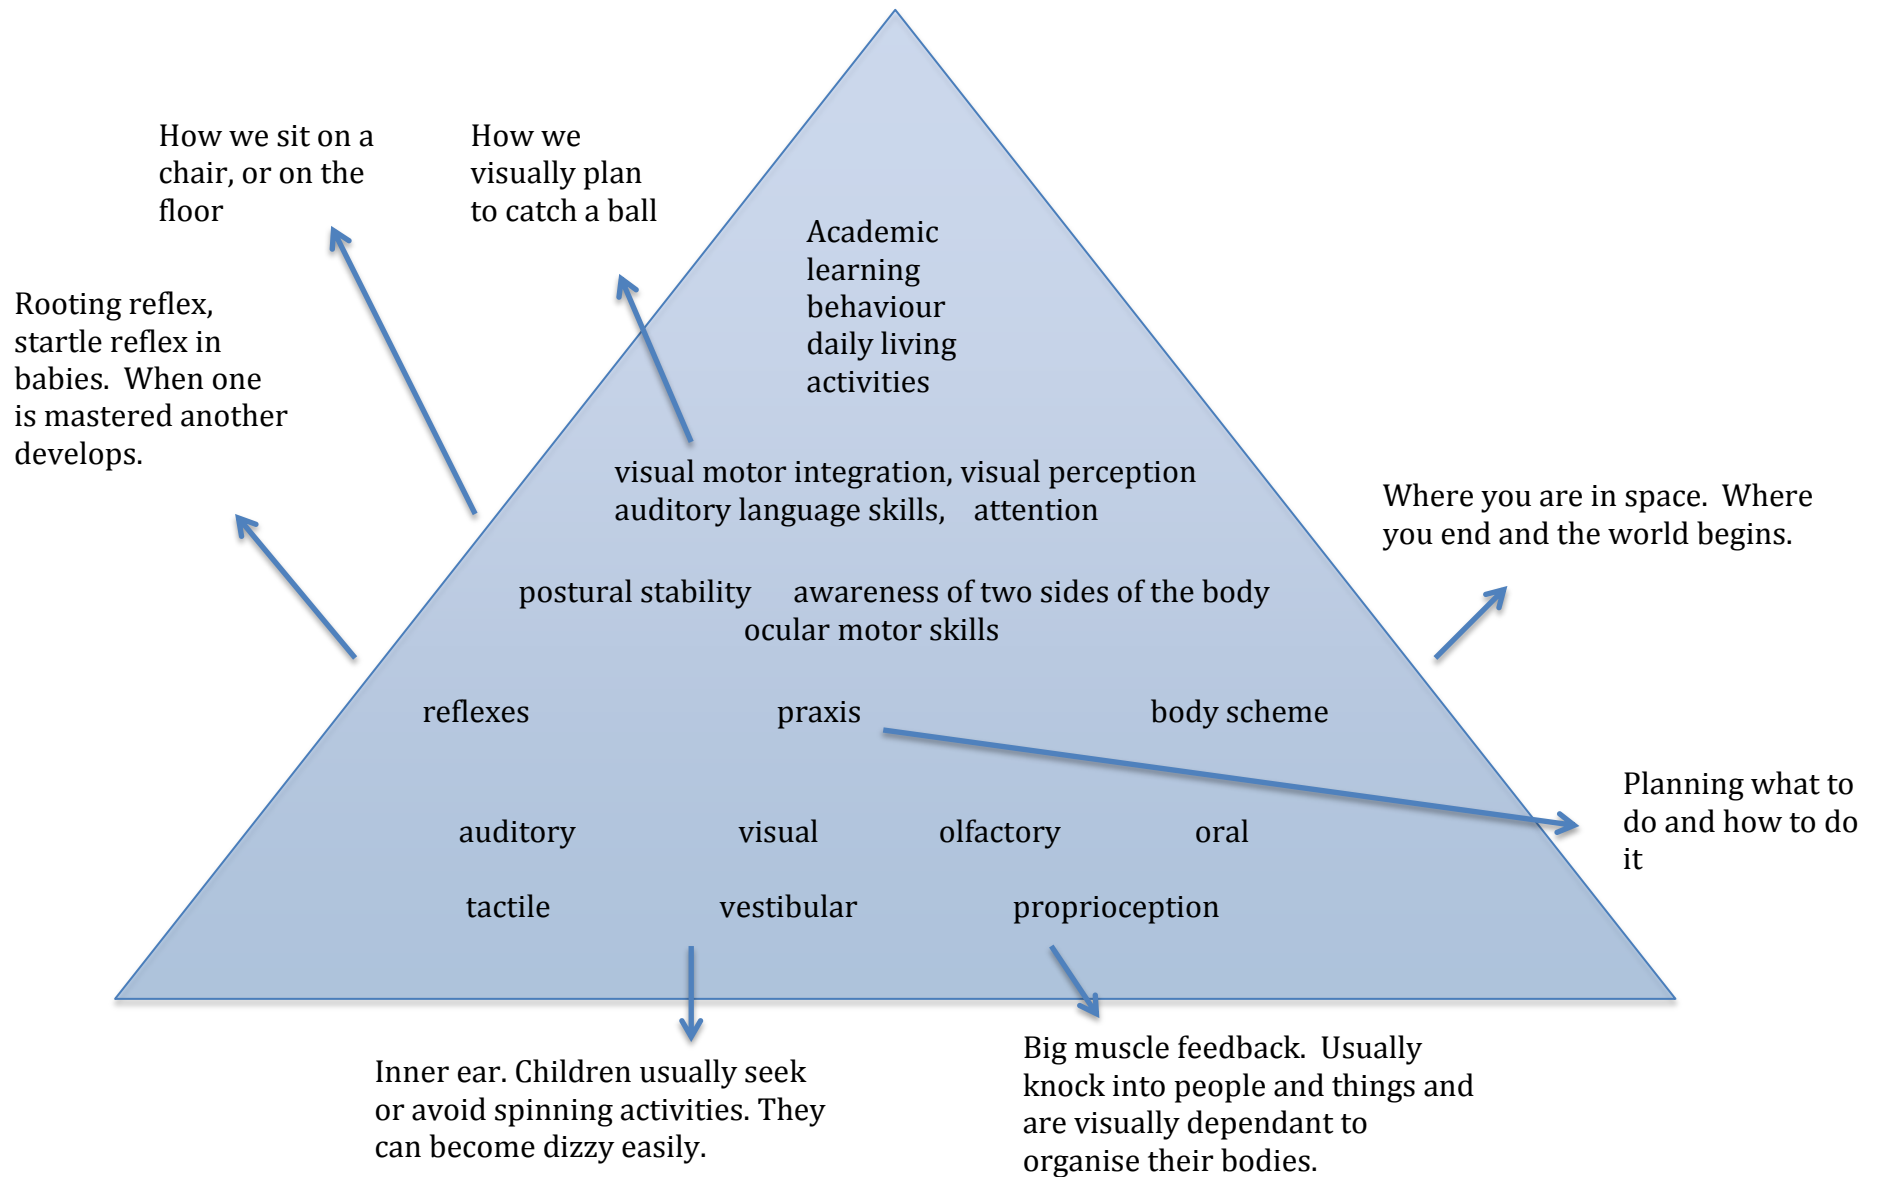 How we sit on a
chair, or on the
floor
How we
visually plan
to catch a ball
Academic
learning
behaviour
daily living
activities
Rooting reflex,
startle reflex in
babies.  When one
is mastered another
develops.
visual motor integration, visual perception
auditory language skills,    attention
Where you are in space.  Where
you end and the world begins.
postural stability     awareness of two sides of the body
ocular motor skills
reflexes     praxis     body scheme
Planning what to
do and how to do
it
auditory     visual     olfactory     oral
tactile     vestibular     proprioception
Inner ear. Children usually seek
or avoid spinning activities. They
can become dizzy easily.
Big muscle feedback.  Usually
knock into people and things and
are visually dependant to
organise their bodies.